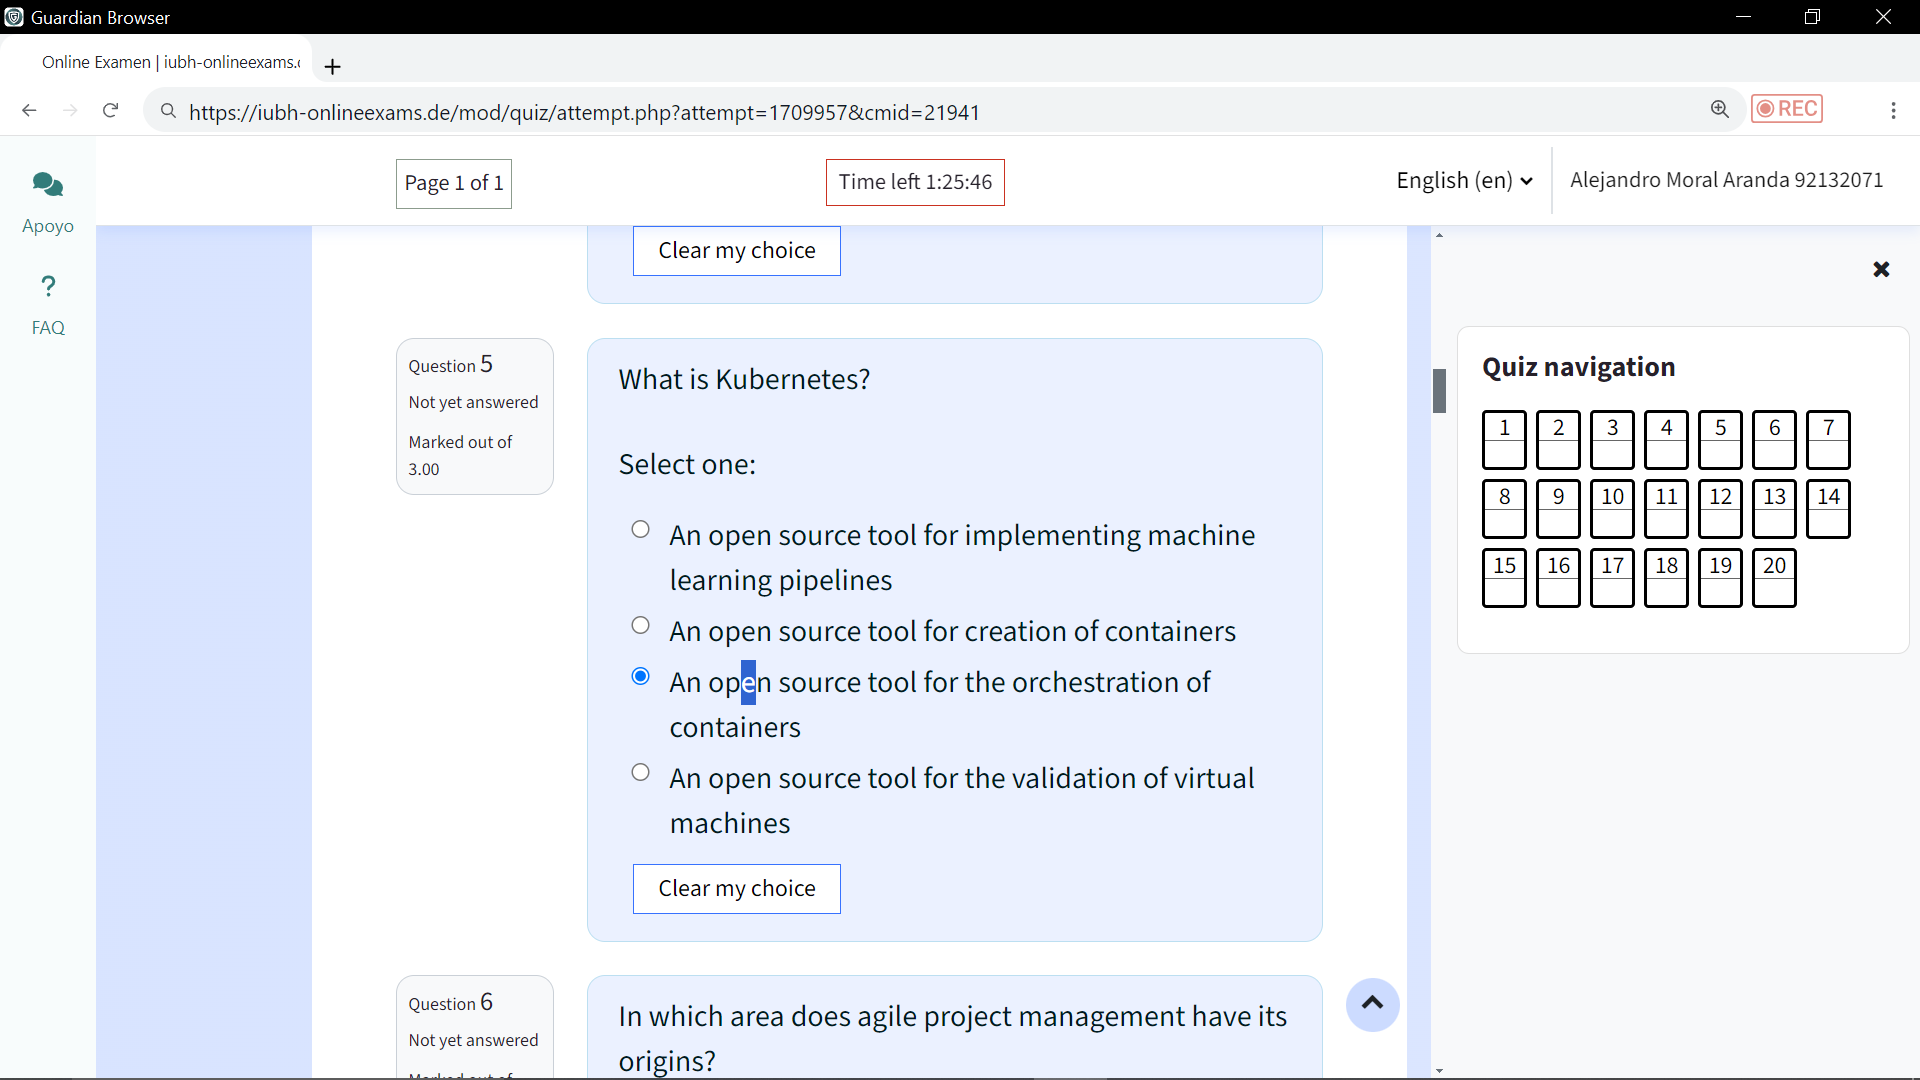 Guardian Browser
Online Examen | iubh-onlineexams.
https://iubh-onlineexams.de/mod/quiz/attempt.php?attempt=1709957&cmid=21941
REC
Page 1 of 1
Time left 1:25:46
English (en)
Alejandro Moral Aranda 92132071
Apoyo
?
FAQ
Clear my choice
Question 5
Not yet answered
Marked out of
3.00
What is Kubernetes?
Select one:
An open source tool for implementing machine
learning pipelines
An open source tool for creation of containers
An open source tool for the orchestration of
containers
An open source tool for the validation of virtual
machines
Clear my choice
Question 6
Not yet answered
In which area does agile project management have its
origins?
Quiz navigation
1 2 3 4 5 6 7
8 9 10 11 12 13 14
15 16 17 18 19 20